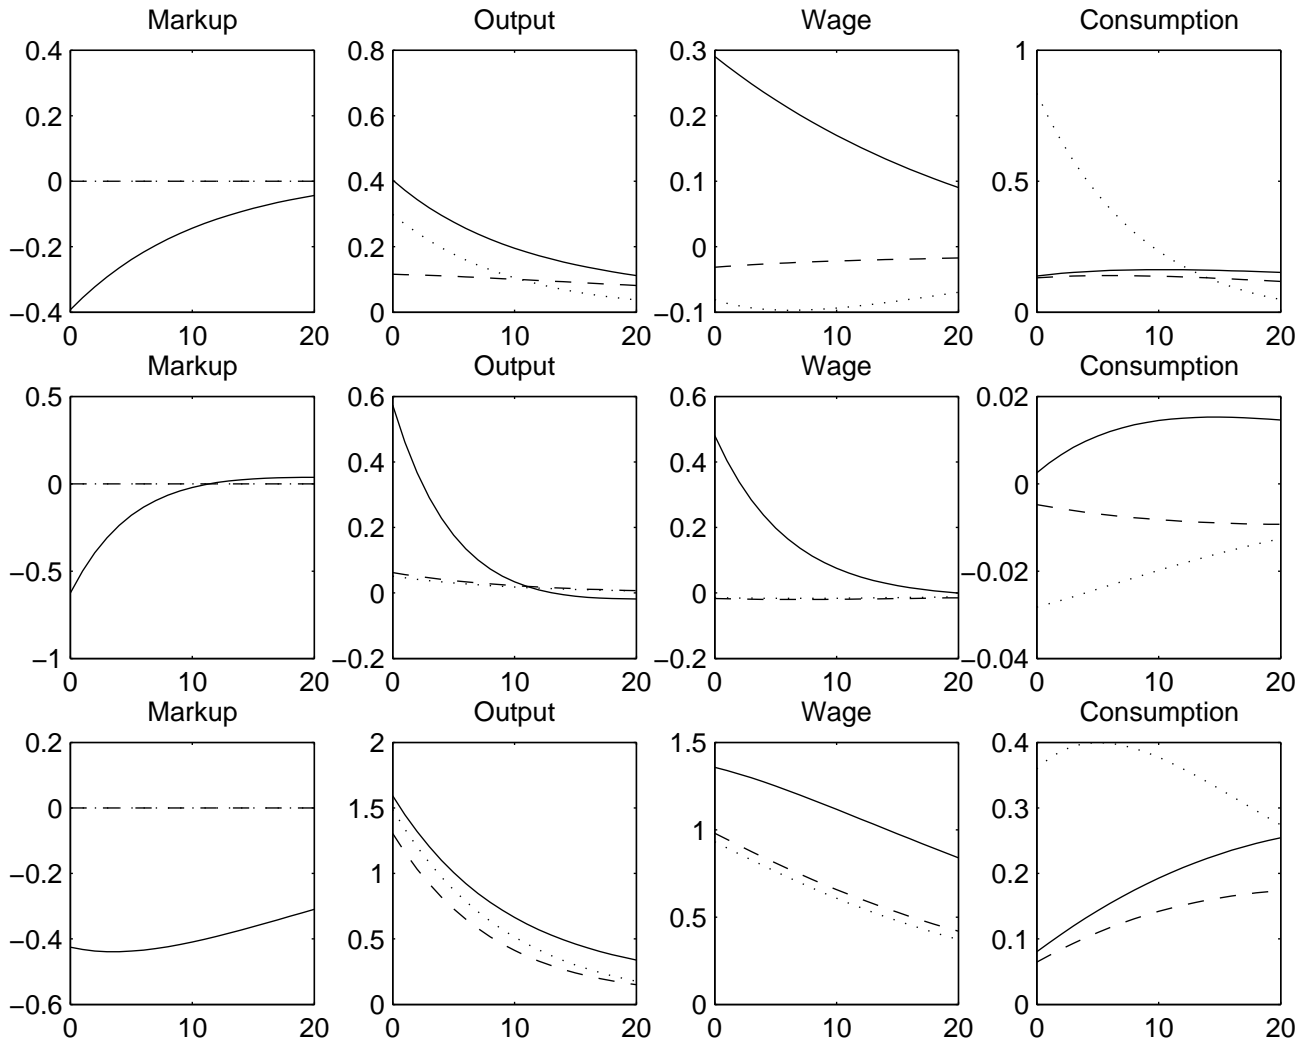 Markup Output Wage Consumption
0.4 0.8 0.3 1
0.2 0.6 0.2
0 0.4 0.1 0.5
−0.2 0.2 0
−0.4 0 −0.1 0
0 10 20 0 10 20 0 10 20 0 10 20
Markup Output Wage Consumption
0.5 0.6 0.6 0.02
0.4 0.4
0 0 0.2 0.2
−0.5 0 0 −0.02
−1 −0.2 −0.2 −0.04
0 10 20 0 10 20 0 10 20 0 10 20
Markup Output Wage Consumption
0.2 2 1.5 0.4
0 1.5 0.3
1
−0.2 1 0.2
0.5
−0.4 0.5 0.1
−0.6 0 0 0
0 10 20 0 10 20 0 10 20 0 10 20